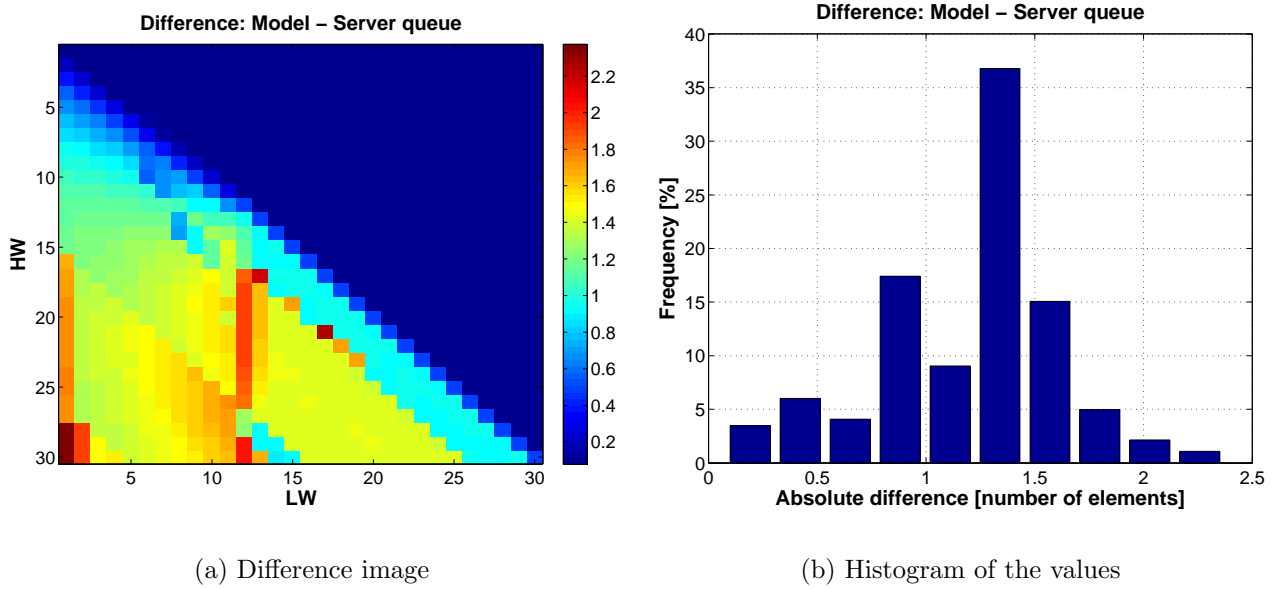 Difference: Model − Server queue
5
10
15
20
25
30
HW
5 10 15 20 25 30
LW
2.2
2
1.8
1.6
1.4
1.2
1
0.8
0.6
0.4
0.2
(a) Difference image
Difference: Model − Server queue
40
35
30
25
20
15
10
5
0
Frequency [%]
0 0.5 1 1.5 2 2.5
Absolute difference [number of elements]
(b) Histogram of the values